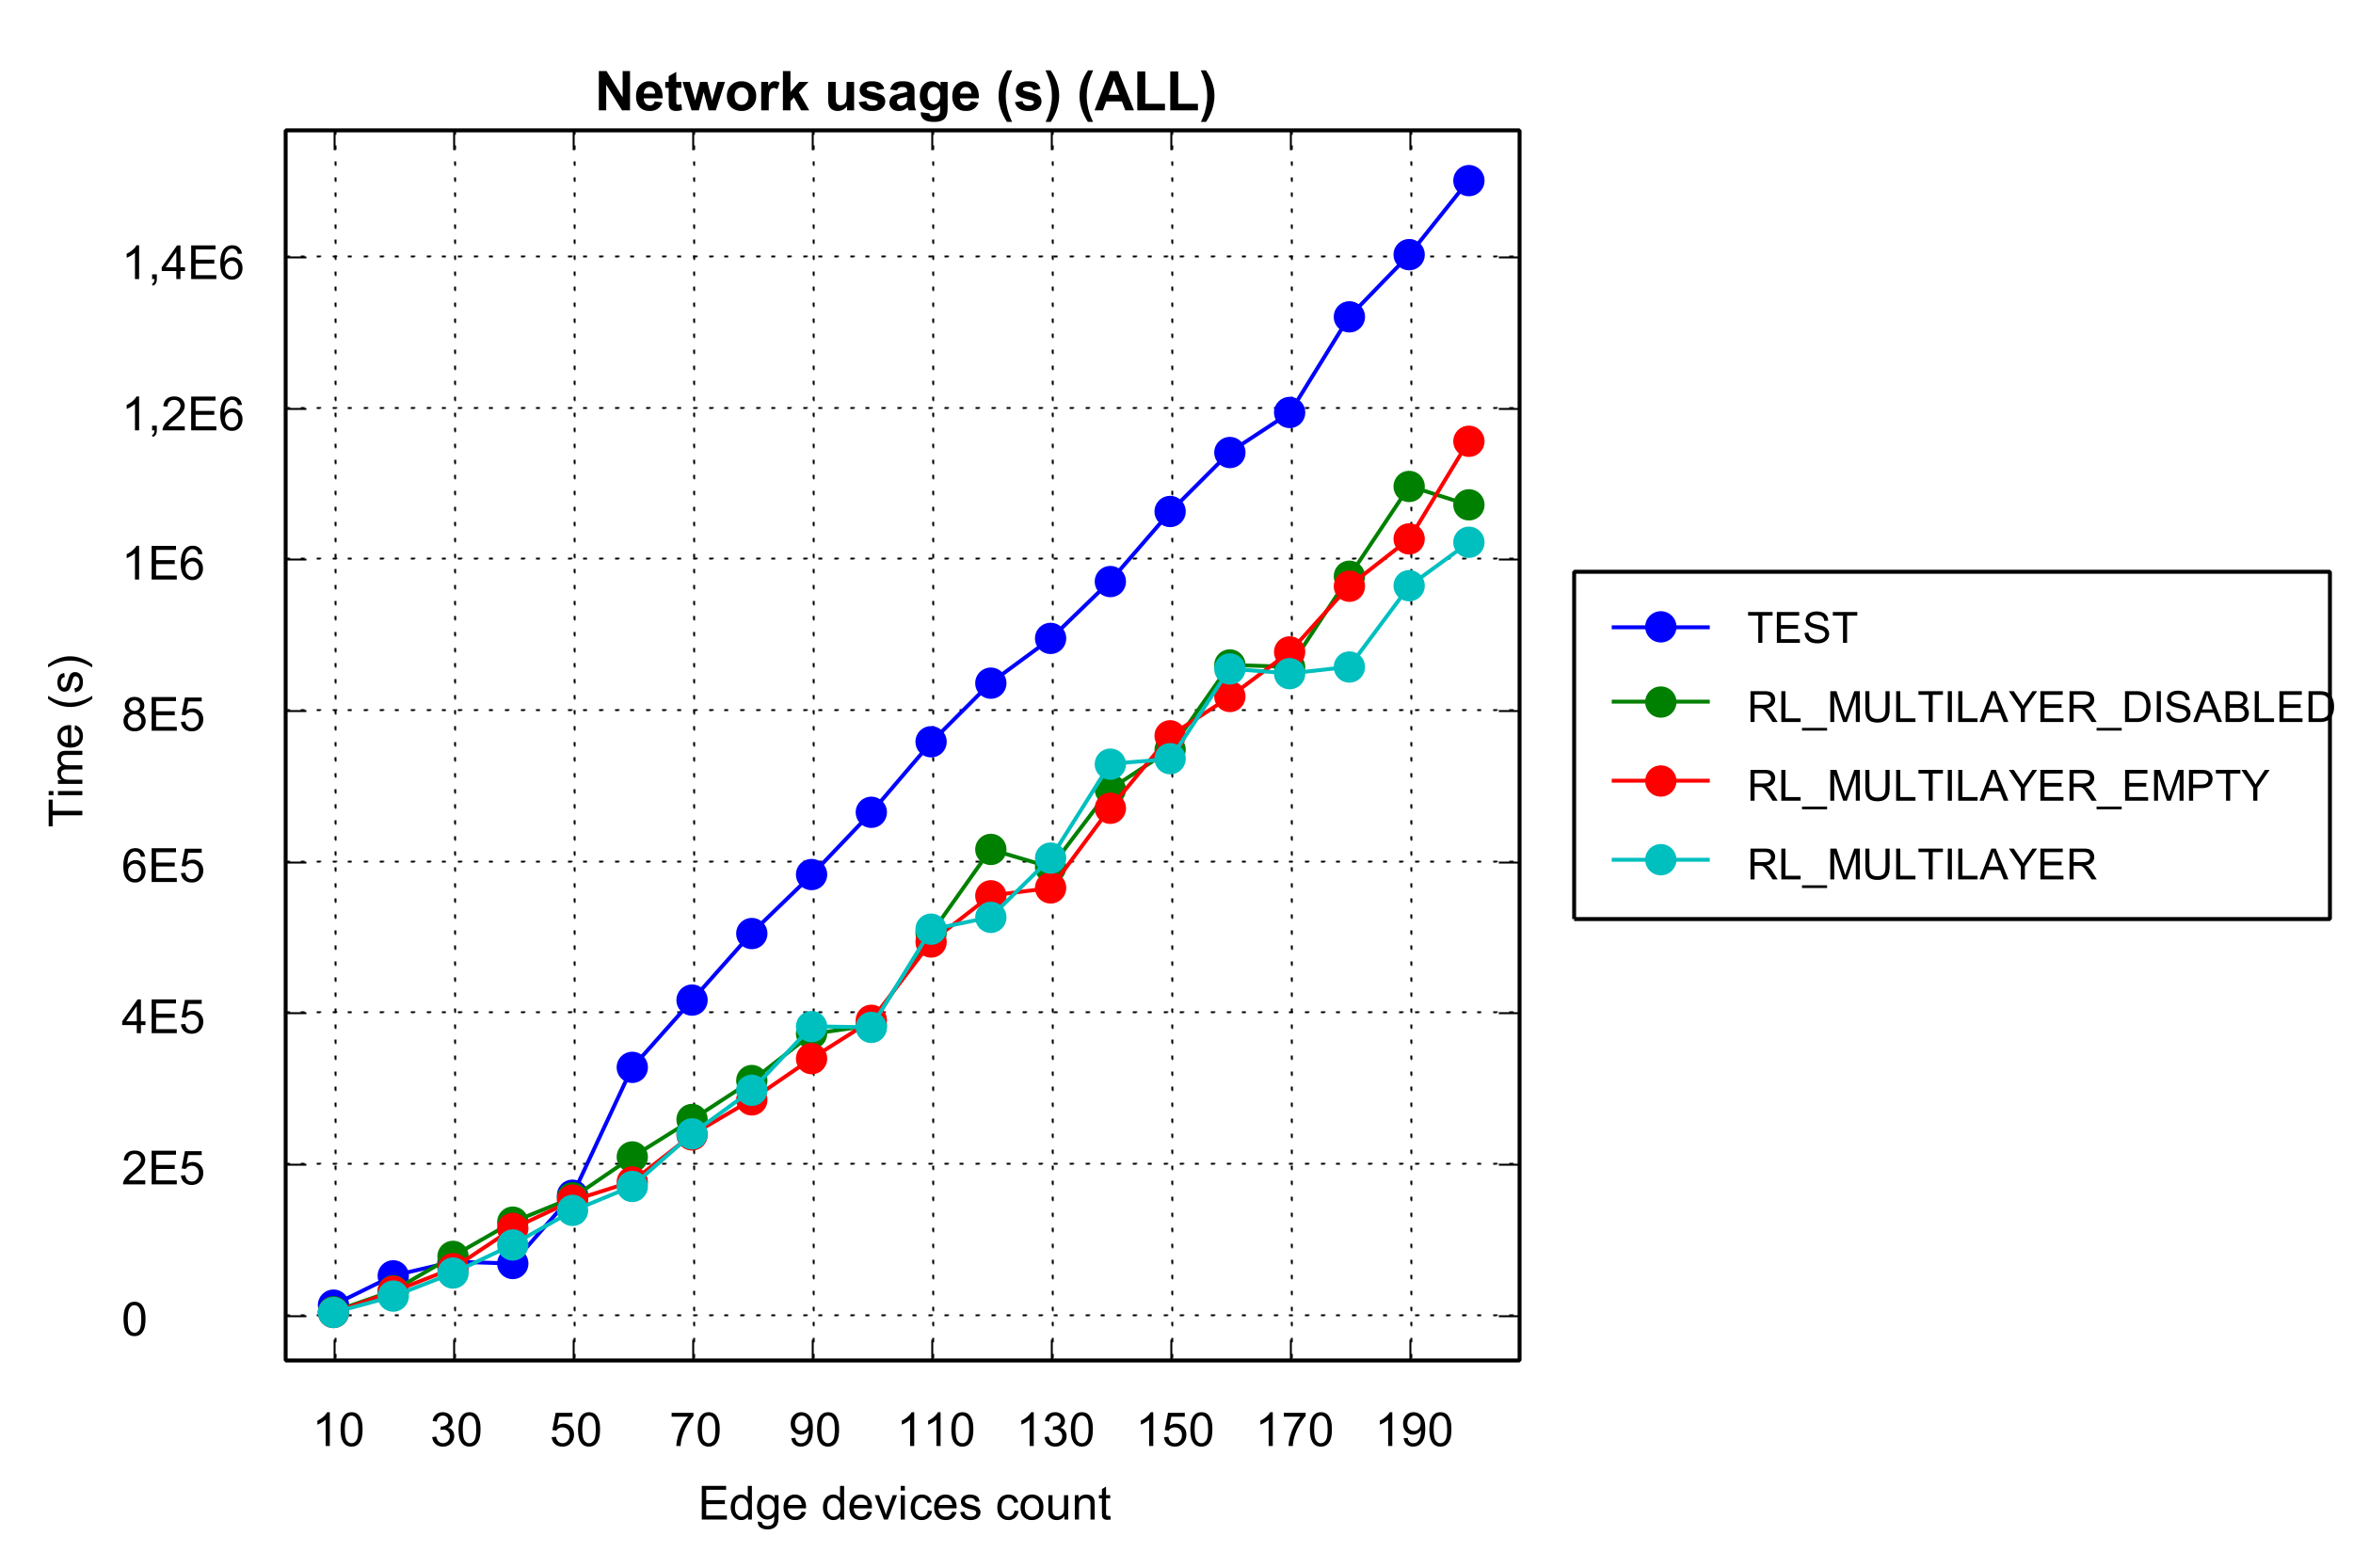 Network usage (s) (ALL)
1,4E6
1,2E6
1E6
8E5
6E5
4E5
2E5
0
Time (s)
10 30 50 70 90 110 130 150 170 190
Edge devices count
TEST
RL_MULTILAYER_DISABLED
RL_MULTILAYER_EMPTY
RL_MULTILAYER